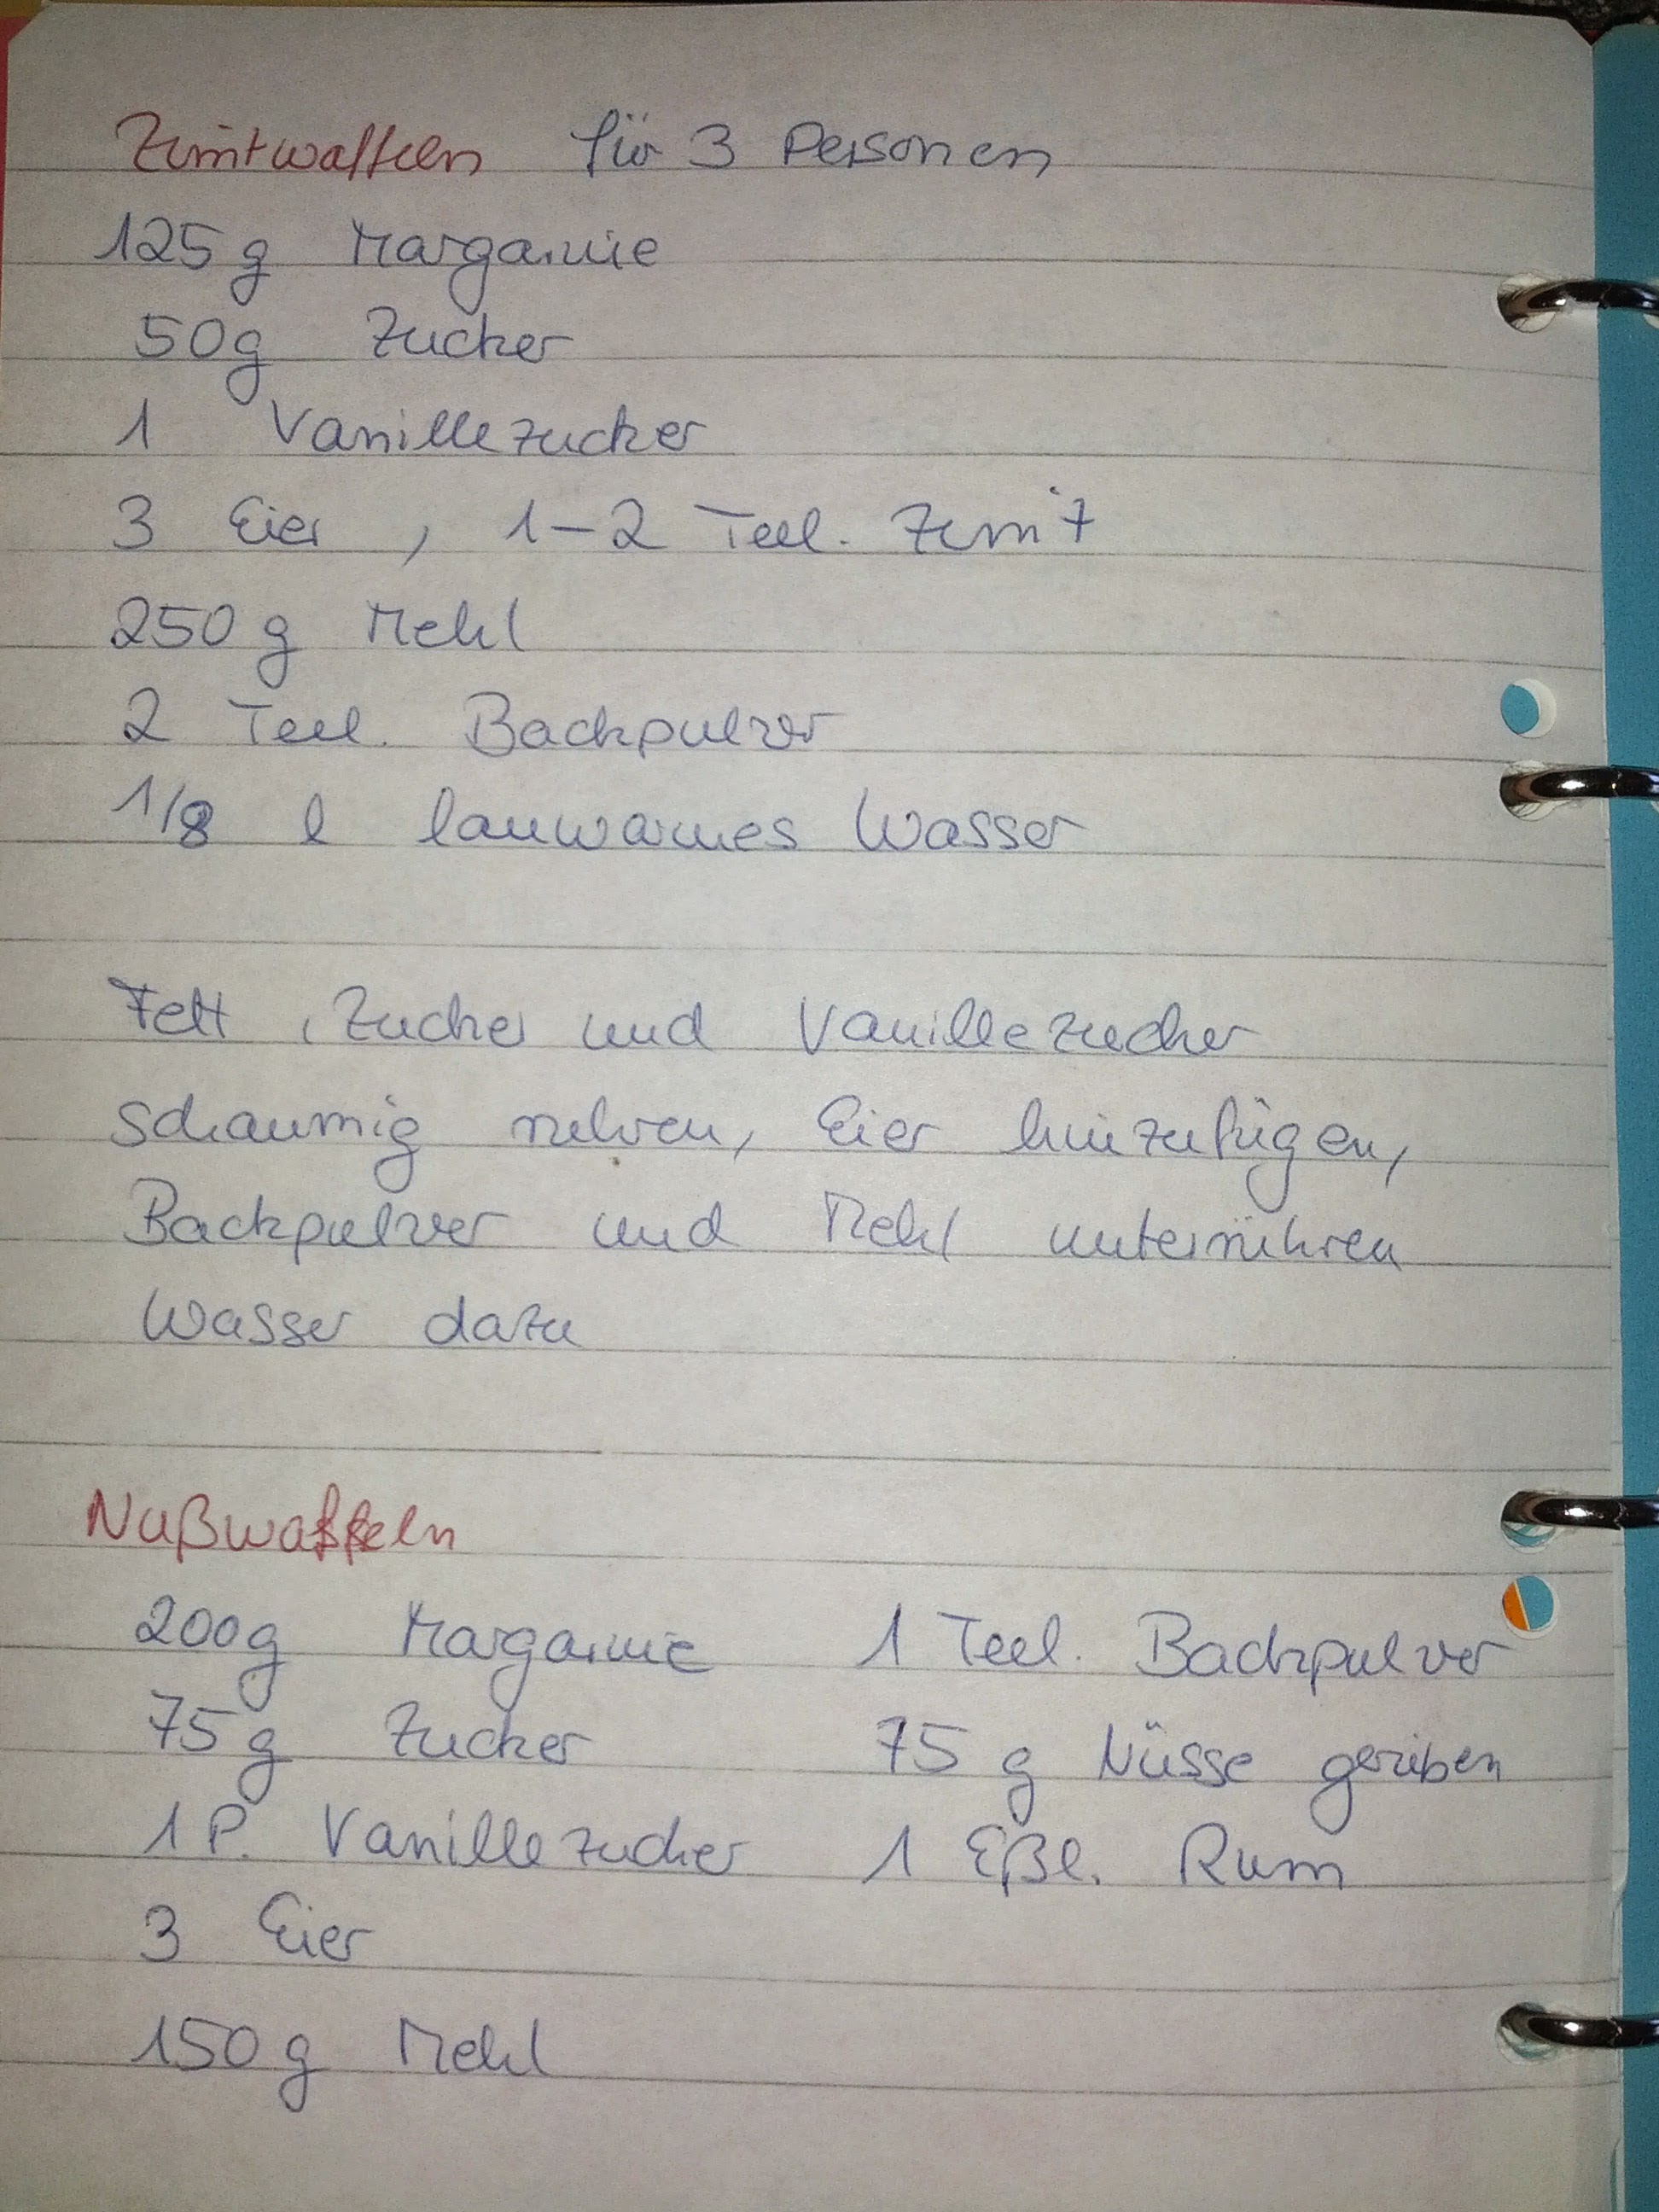 Zimtwaffeln für 3 Personen
125 g Margarine
50 g Zucker
1 Vanillezucker
3 Eier, 1-2 Teel. Zimt
250 g Mehl
2 Teel. Backpulver
1/8 l lauwarmes Wasser
Fett, Zucker und Vanillezucker
schaumig rühren, Eier hinzufügen,
Backpulver und Mehl unterrühren
Wasser dazu
Nußwaffeln
200g Margarine
75 g Zucker
1 P. Vanillezucker
3 Eier
150 g Mehl
1 Teel. Backpulver
75 g Nüsse gerieben
1 Eßl. Rum